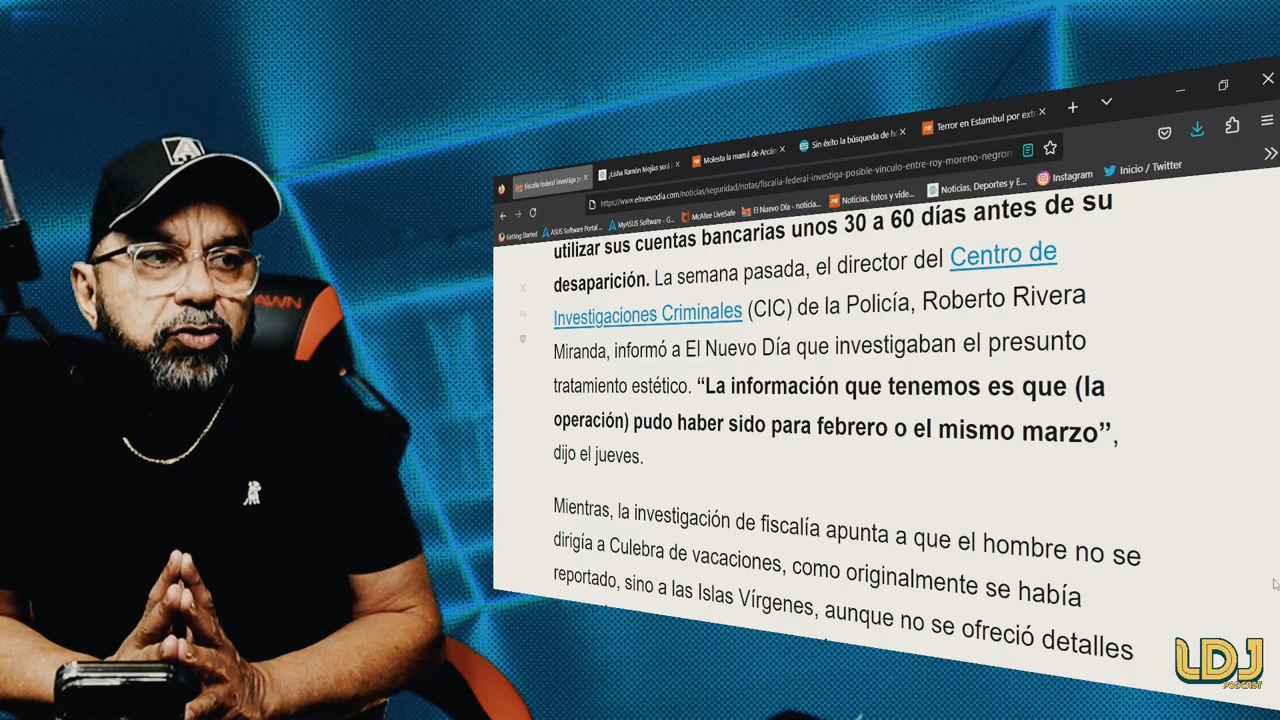 Fiscalía federal investiga
¿Lisha Ramón Mejías será
Molesta la mamá de Arcán
Sin éxito la búsqueda de
Terror en Estambul por
https://www.elnuevodia.com/noticias/seguridad/notas/fiscalia-federal-investiga-posible-vinculo-entre-roy-moreno-negron
Getting Started
ASUS Software Portal...
MyASUS Software - G...
McAfee LiveSafe
El Nuevo Día - noticia...
Noticias, fotos y vide...
Noticias, Deportes y E...
Instagram
Inicio / Twitter
utilizar sus cuentas bancarias unos 30 a 60 días antes de su
desaparición. La semana pasada, el director del Centro de
Investigaciones Criminales (CIC) de la Policía, Roberto Rivera
Miranda, informó a El Nuevo Día que investigaban el presunto
tratamiento estético. “La información que tenemos es que (la
operación) pudo haber sido para febrero o el mismo marzo”,
dijo el jueves.
Mientras, la investigación de fiscalía apunta a que el hombre no se
dirigía a Culebra de vacaciones, como originalmente se había
reportado, sino a las Islas Vírgenes, aunque no se ofreció detalles
AWN
LDJ
PODCAST